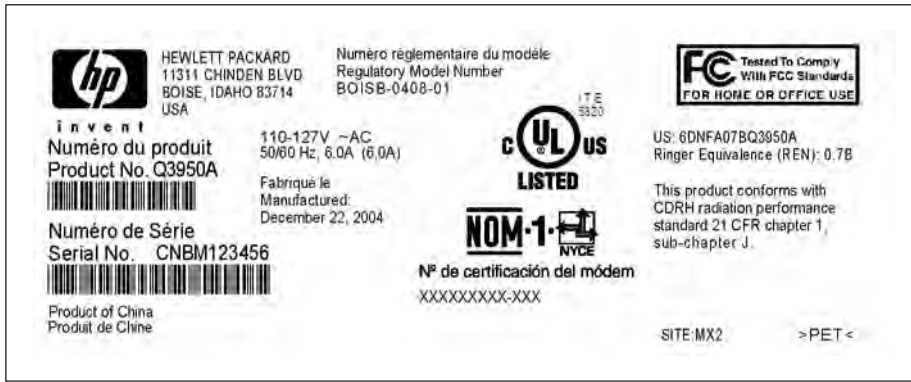 hp
invent
HEWLETT PACKARD
11311 CHINDEN BLVD
BOISE, IDAHO 83714
USA
Numéro du produit
Product No. Q3950A
Numéro de Série
Serial No. CNBM123456
Product of China
Produit de Chine
Numéro réglementaire du modèle
Regulatory Model Number
BOISB-0408-01
110-127V ~AC
50/60 Hz, 6.0A (6,0A)
Fabriqué le
Manufactured:
December 22, 2004
ITE
5820
C UL ® US
LISTED
NOM-1-
NYCE
Nº de certificación del módem
XXXXXXXXX-XXX
FC Tested To Comply
With FCC Standards
FOR HOME OR OFFICE USE
US: 6DNFA07BQ3950A
Ringer Equivalence (REN): 0.7B
This product conforms with
CDRH radiation performance
standard 21 CFR chapter 1,
sub-chapter J.
SITE:MX2 >PET<